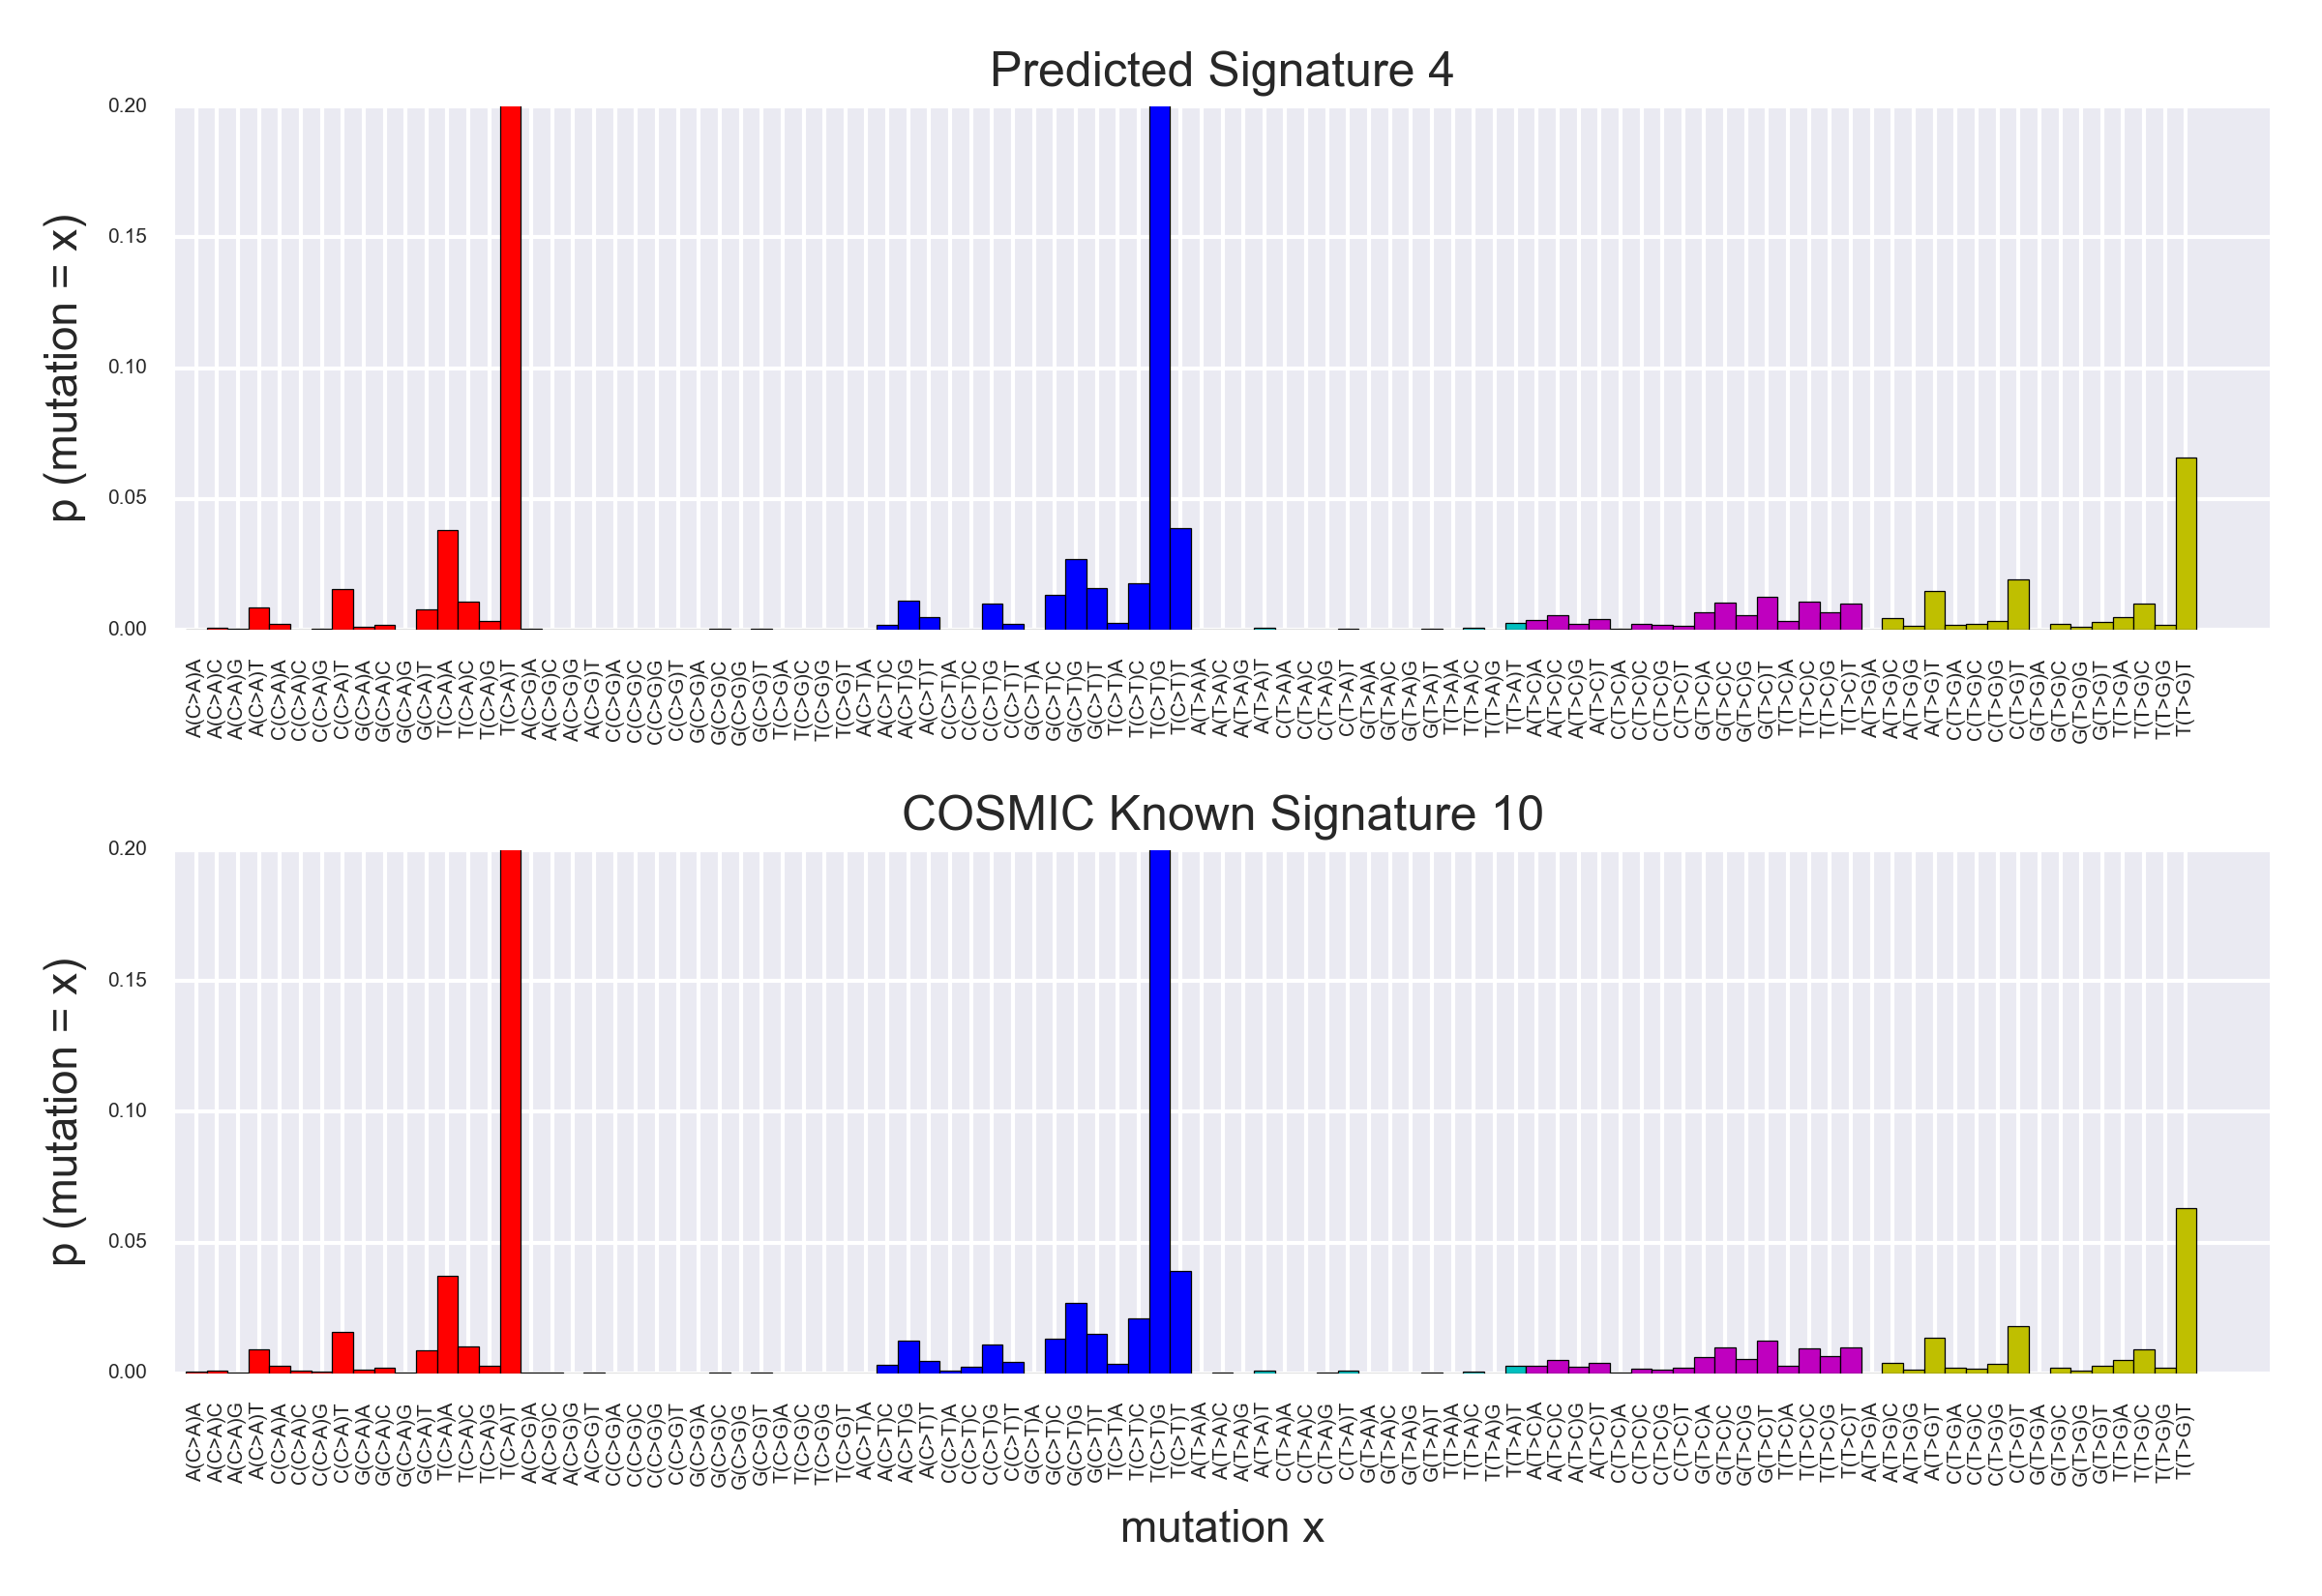 Predicted Signature 4
0.20
0.15
0.10
0.05
0.00
p (mutation = x)
A(C>A)A A(C>A)C A(C>A)G A(C>A)T C(C>A)A C(C>A)C C(C>A)G C(C>A)T G(C>A)A G(C>A)C G(C>A)G G(C>A)T T(C>A)A T(C>A)C T(C>A)G T(C>A)T A(C>G)A A(C>G)C A(C>G)G A(C>G)T C(C>G)A C(C>G)C C(C>G)G C(C>G)T G(C>G)A G(C>G)C G(C>G)G G(C>G)T T(C>G)A T(C>G)C T(C>G)G T(C>G)T A(C>T)A A(C>T)C A(C>T)G A(C>T)T C(C>T)A C(C>T)C C(C>T)G C(C>T)T G(C>T)A G(C>T)C G(C>T)G G(C>T)T T(C>T)A T(C>T)C T(C>T)G T(C>T)T A(T>A)A A(T>A)C A(T>A)G A(T>A)T C(T>A)A C(T>A)C C(T>A)G C(T>A)T G(T>A)A G(T>A)C G(T>A)G G(T>A)T T(T>A)A T(T>A)C T(T>A)G T(T>A)T A(T>C)A A(T>C)C A(T>C)G A(T>C)T C(T>C)A C(T>C)C C(T>C)G C(T>C)T G(T>C)A G(T>C)C G(T>C)G G(T>C)T T(T>C)A T(T>C)C T(T>C)G T(T>C)T A(T>G)A A(T>G)C A(T>G)G A(T>G)T C(T>G)A C(T>G)C C(T>G)G C(T>G)T G(T>G)A G(T>G)C G(T>G)G G(T>G)T T(T>G)A T(T>G)C T(T>G)G T(T>G)T
COSMIC Known Signature 10
0.20
0.15
0.10
0.05
0.00
p (mutation = x)
A(C>A)A A(C>A)C A(C>A)G A(C>A)T C(C>A)A C(C>A)C C(C>A)G C(C>A)T G(C>A)A G(C>A)C G(C>A)G G(C>A)T T(C>A)A T(C>A)C T(C>A)G T(C>A)T A(C>G)A A(C>G)C A(C>G)G A(C>G)T C(C>G)A C(C>G)C C(C>G)G C(C>G)T G(C>G)A G(C>G)C G(C>G)G G(C>G)T T(C>G)A T(C>G)C T(C>G)G T(C>G)T A(C>T)A A(C>T)C A(C>T)G A(C>T)T C(C>T)A C(C>T)C C(C>T)G C(C>T)T G(C>T)A G(C>T)C G(C>T)G G(C>T)T T(C>T)A T(C>T)C T(C>T)G T(C>T)T A(T>A)A A(T>A)C A(T>A)G A(T>A)T C(T>A)A C(T>A)C C(T>A)G C(T>A)T G(T>A)A G(T>A)C G(T>A)G G(T>A)T T(T>A)A T(T>A)C T(T>A)G T(T>A)T A(T>C)A A(T>C)C A(T>C)G A(T>C)T C(T>C)A C(T>C)C C(T>C)G C(T>C)T G(T>C)A G(T>C)C G(T>C)G G(T>C)T T(T>C)A T(T>C)C T(T>C)G T(T>C)T A(T>G)A A(T>G)C A(T>G)G A(T>G)T C(T>G)A C(T>G)C C(T>G)G C(T>G)T G(T>G)A G(T>G)C G(T>G)G G(T>G)T T(T>G)A T(T>G)C T(T>G)G T(T>G)T
mutation x